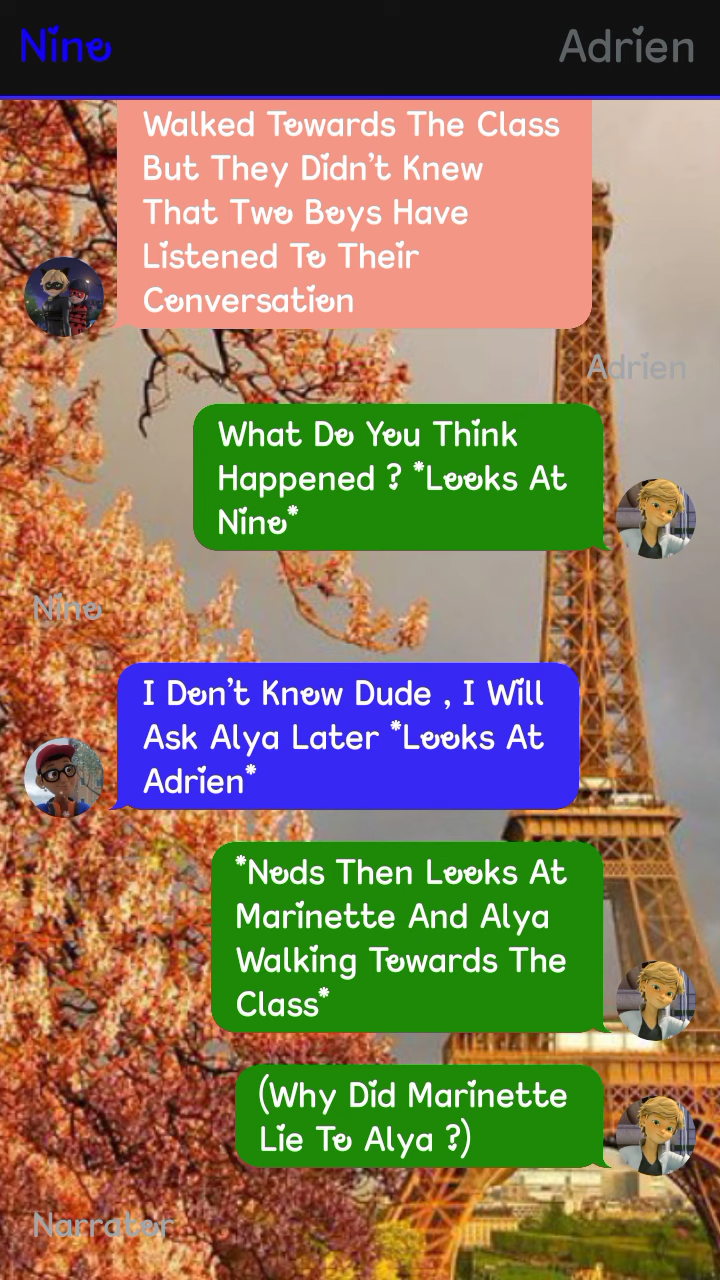 Nino
Adrien
Walked Towards The Class
But They Didn't Know
That Two Boys Have
Listened To Their
Conversation
Adrien
What Do You Think
Happened ? *Looks At
Nino*
Nino
I Don't Know Dude , I Will
Ask Alya Later *Looks At
Adrien*
*Nods Then Looks At
Marinette And Alya
Walking Towards The
Class*
(Why Did Marinette
Lie To Alya ?)
Narrator